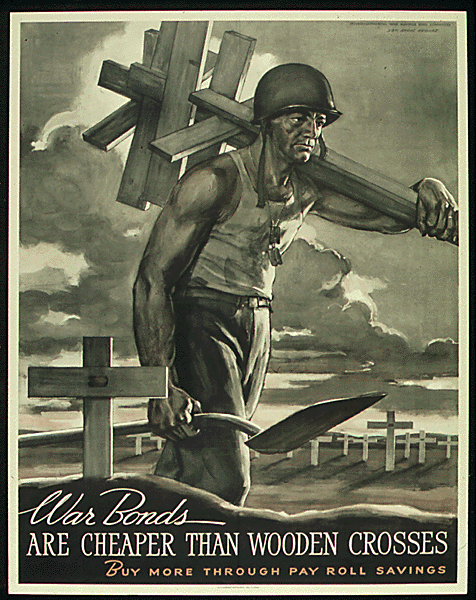 War Bonds
ARE CHEAPER THAN WOODEN CROSSES
BUY MORE THROUGH PAY ROLL SAVINGS